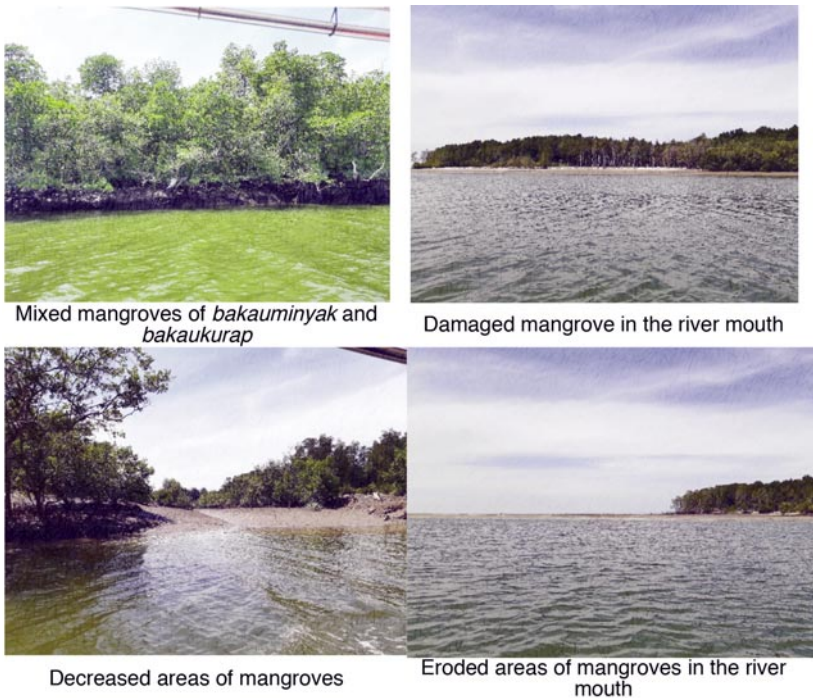 Mixed mangroves of bakauminyak and
bakaukurap
Damaged mangrove in the river mouth
Decreased areas of mangroves
Eroded areas of mangroves in the river
mouth